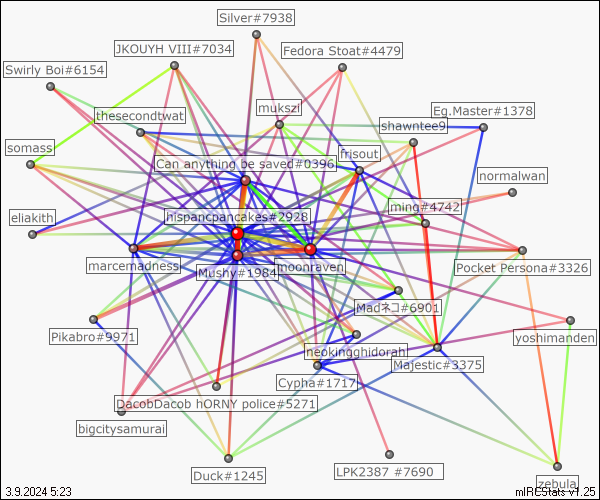 Silver#7938
JKOUYH VIII#7034
Fedora Stoat#4479
Swirly Boi#6154
mukszi
Eg.Master#1378
thesecondtwat
shawntee9
somass
frisout
Can anything be saved#0396
normalwan
ming#4742
eliakith
hispancpancakes#2928
marcemadness
Mushy#1984
moonraven
Pocket Persona#3326
Madネコ#6901
Pikabro#9971
yoshimanden
neokingghidorah
Majestic#3375
Cypha#1717
DacobDacob hORNY police#5271
bigcitysamurai
Duck#1245
LPK2387 #7690
zebula
3.9.2024 5:23
mIRCStats v1.25